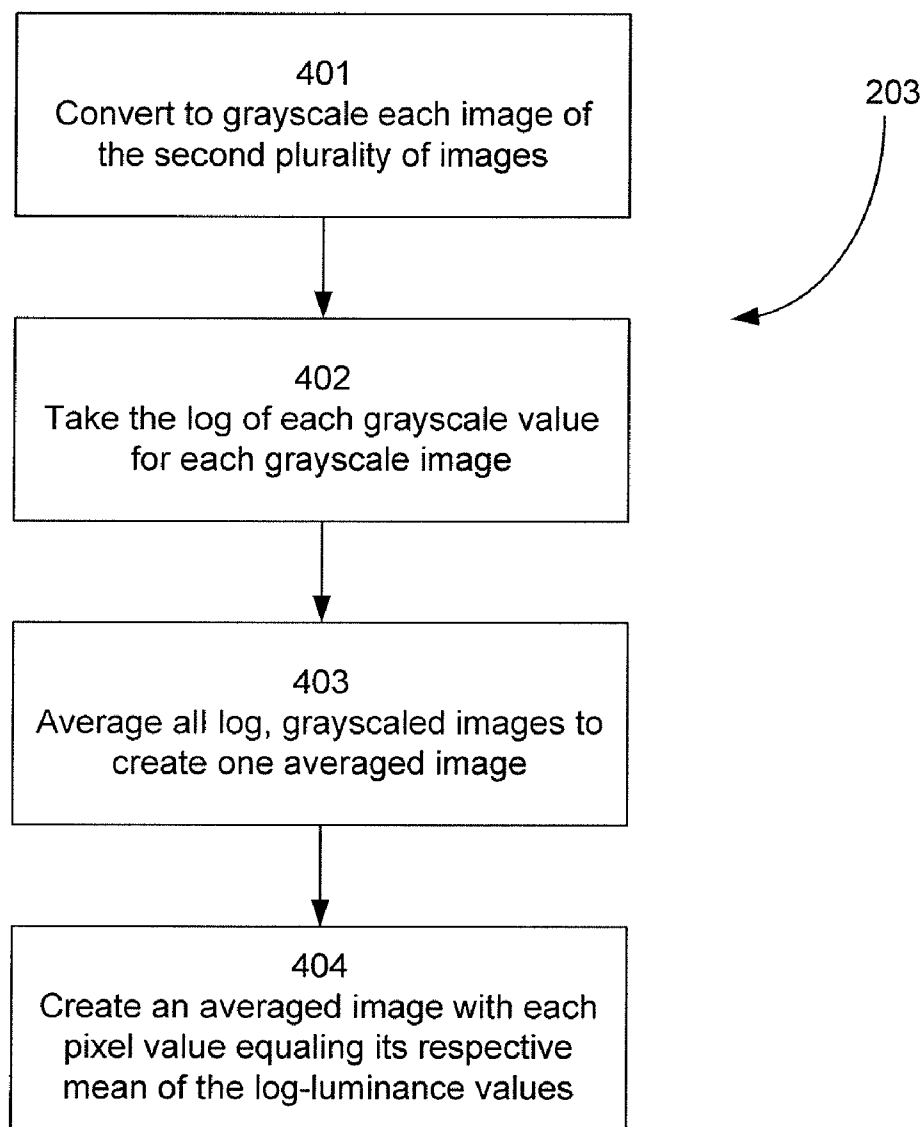 401
Convert to grayscale each image of
the second plurality of images
203
402
Take the log of each grayscale value
for each grayscale image
403
Average all log, grayscaled images to
create one averaged image
404
Create an averaged image with each
pixel value equaling its respective
mean of the log-luminance values